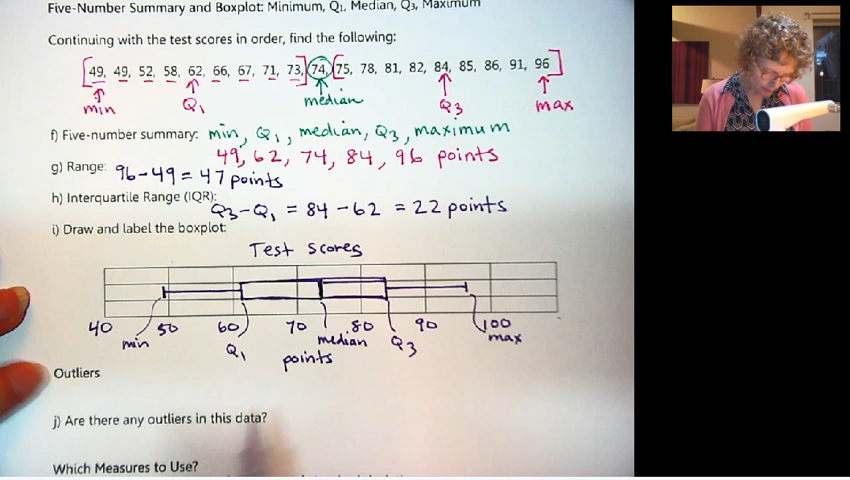 Five-Number Summary and Boxplot: Minimum, Q₁, Median, Q₃, Maximum
Continuing with the test scores in order, find the following:
[49, 49, 52, 58, 62, 66, 67, 71, 73,] 74, [75, 78, 81, 82, 84, 85, 86, 91, 96]
min Q₁ median Q₃ max
f) Five-number summary: min, Q₁, median, Q₃, maximum
49, 62, 74, 84, 96 points
g) Range: 96-49 = 47 points
h) Interquartile Range (IQR): Q₃-Q₁ = 84-62 = 22 points
i) Draw and label the boxplot:
Test Scores
40 50 60 70 80 90 100
min Q₁ median Q₃ max
points
Outliers
j) Are there any outliers in this data?
Which Measures to Use?